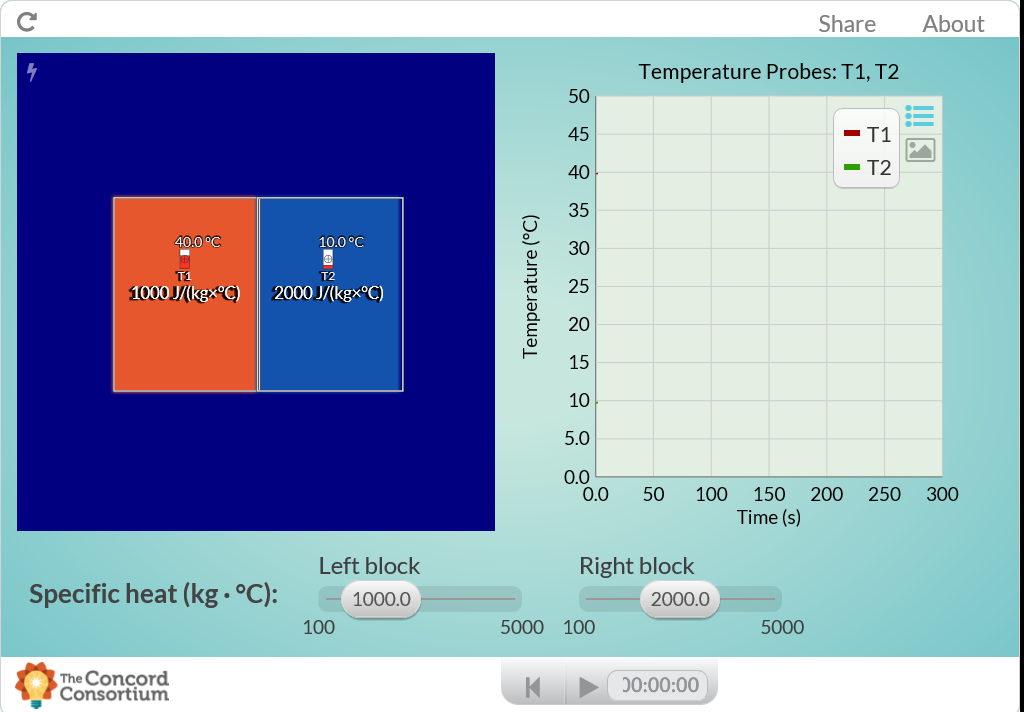 Share About
Temperature Probes: T1, T2
50
45
40
35
30
25
20
15
10
5.0
0.0
Temperature (°C)
T1
T2
0.0 50 100 150 200 250 300
Time (s)
40.0 °C
T1
1000 J/(kg×°C)
10.0 °C
T2
2000 J/(kg×°C)
Specific heat (kg · °C):
Left block
1000.0
100 5000
Right block
2000.0
100 5000
The Concord
Consortium
00:00:00